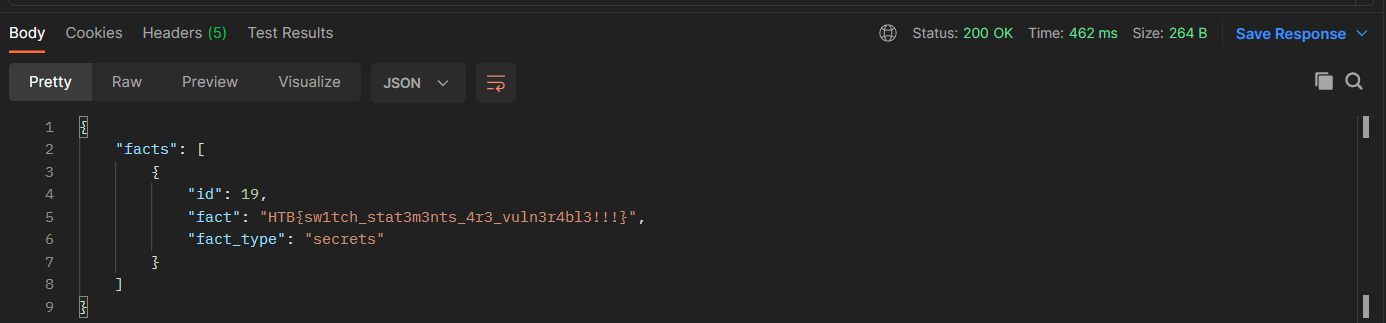 Body Cookies Headers (5) Test Results Status: 200 OK Time: 462 ms Size: 264 B Save Response
Pretty Raw Preview Visualize JSON
1 {
2 "facts": [
3 {
4 "id": 19,
5 "fact": "HTB{sw1tch_stat3m3nts_4r3_vuln3r4bl3!!!}",
6 "fact_type": "secrets"
7 }
8 ]
9 }